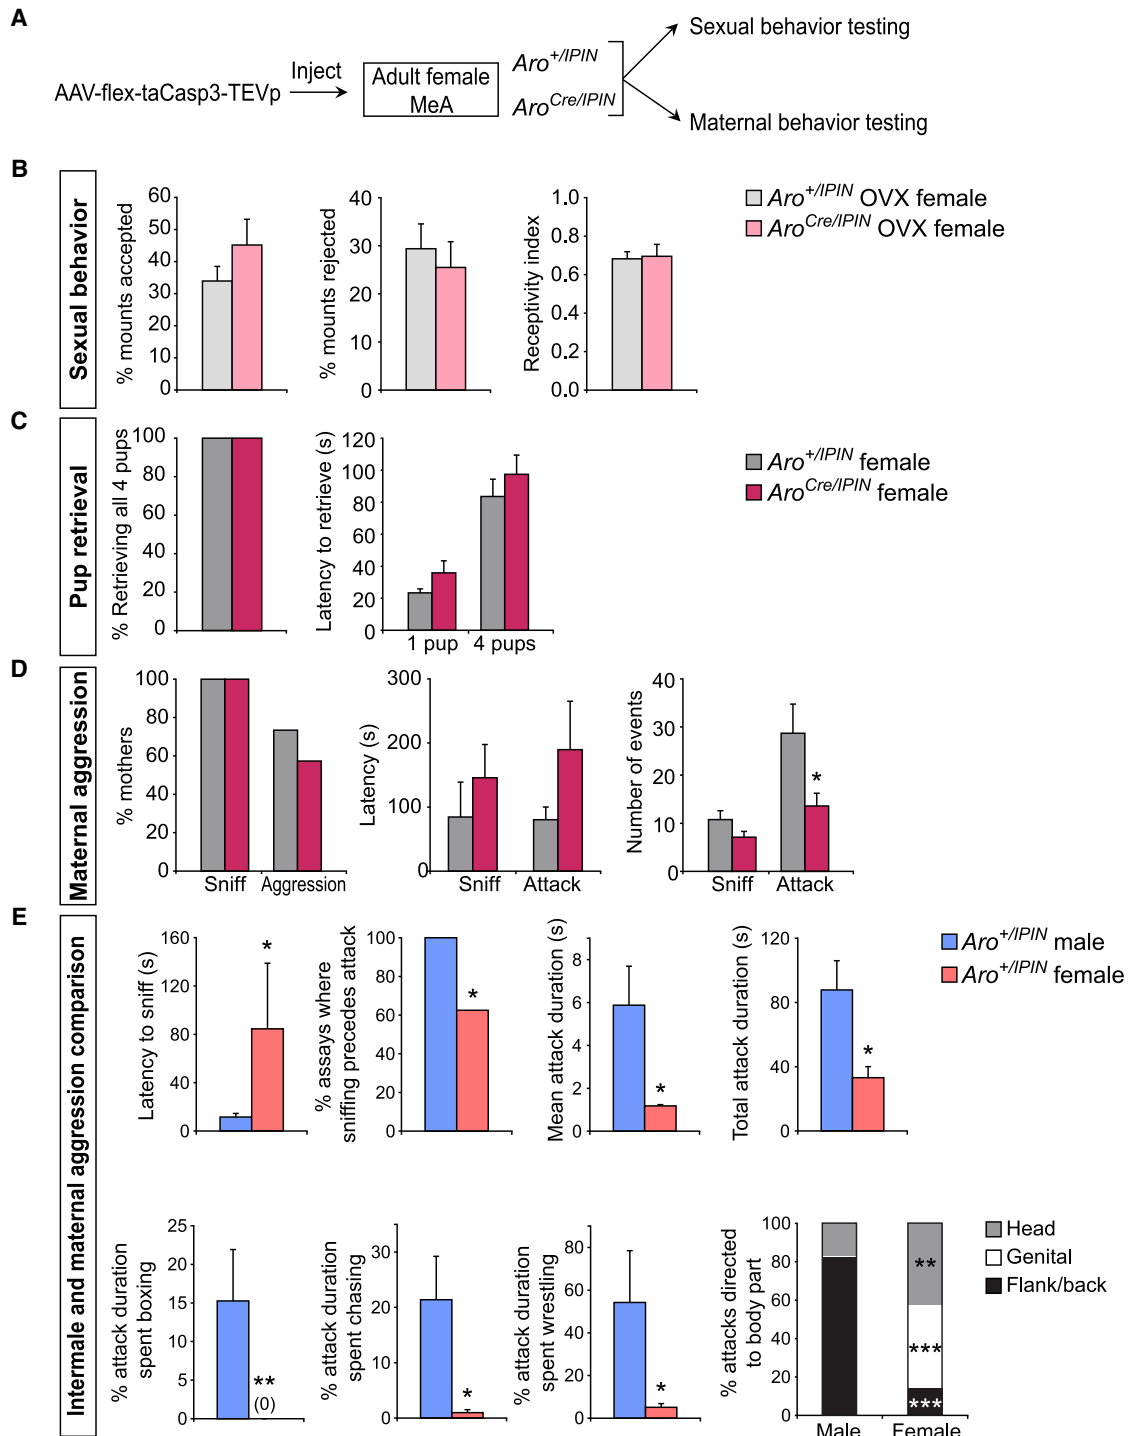 A
AAV-flex-taCasp3-TEVp
Inject
Adult female
MeA
Aro+/IPIN
AroCre/IPIN
Sexual behavior testing
Maternal behavior testing
B
Sexual behavior
% mounts accepted
60
50
40
30
20
10
0
% mounts rejected
40
30
20
10
0
Receptivity index
1.0
0.8
0.6
0.4
0.2
0.0
Aro+/IPIN OVX female
AroCre/IPIN OVX female
C
Pup retrieval
% Retrieving all 4 pups
100
80
60
40
20
0
Latency to retrieve (s)
120
100
80
60
40
20
0
1 pup
4 pups
Aro+/IPIN female
AroCre/IPIN female
D
Maternal aggression
% mothers
100
80
60
40
20
0
Sniff
Aggression
Latency (s)
300
200
100
0
Sniff
Attack
Number of events
40
30
20
10
0
*
Sniff
Attack
E
Intermale and maternal aggression comparison
Latency to sniff (s)
160
120
80
40
0
*
% assays where
sniffing precedes attack
100
80
60
40
20
0
*
Mean attack duration (s)
8
6
4
2
0
*
Total attack duration (s)
120
80
40
0
*
Aro+/IPIN male
Aro+/IPIN female
% attack duration
spent boxing
25
20
15
10
5
0
**
(0)
% attack duration
spent chasing
30
20
10
0
*
% attack duration
spent wrestling
80
60
40
20
0
*
% attacks directed
to body part
100
80
60
40
20
0
**
***
***
Male
Female
Head
Genital
Flank/back